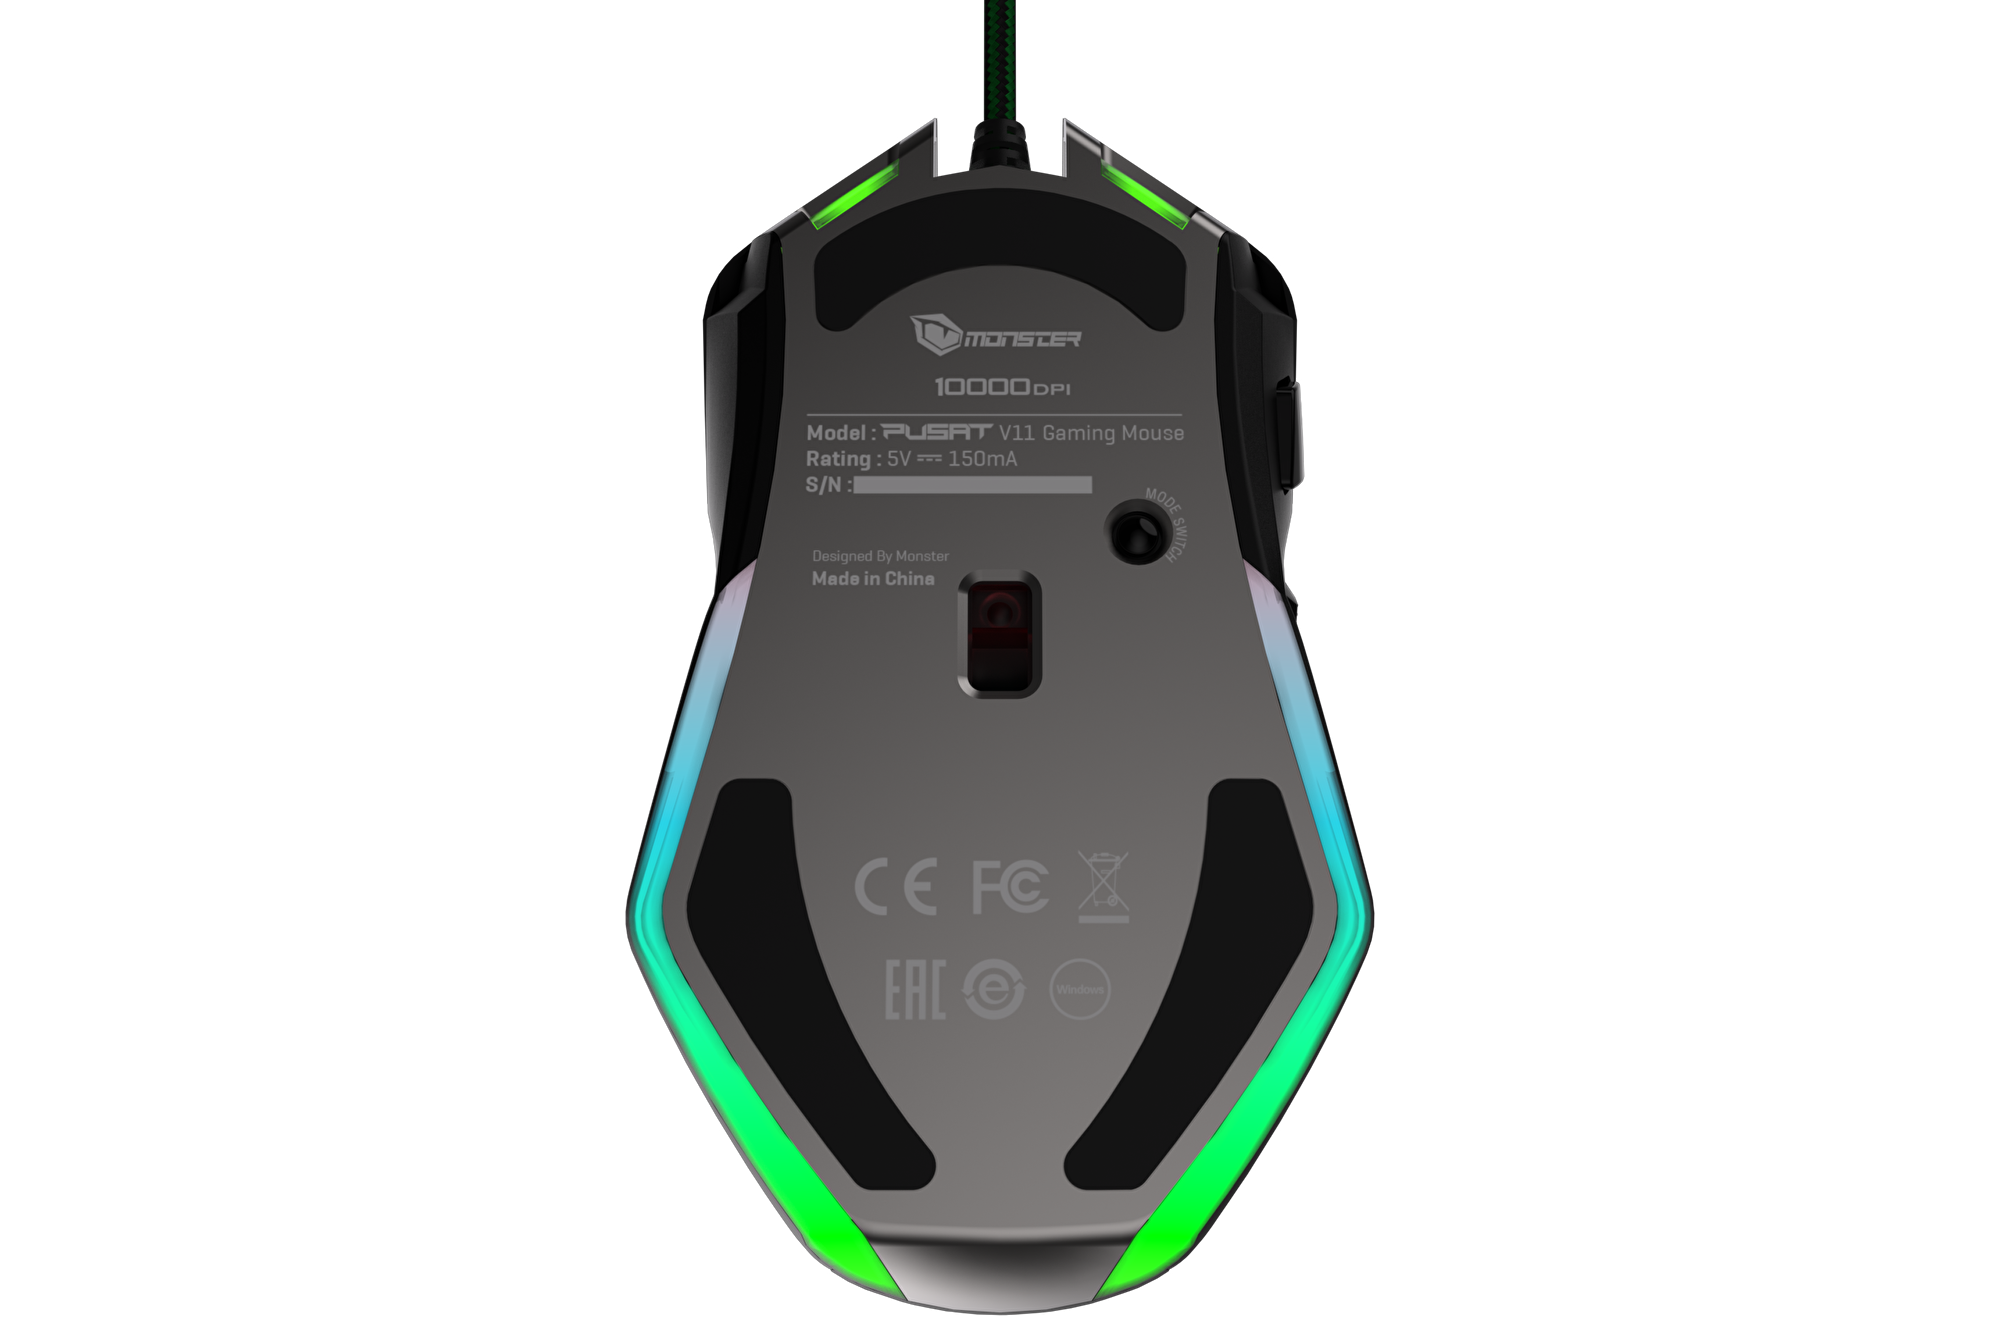 MONSTER
10000DPI
Model : PUSAT V11 Gaming Mouse
Rating : 5V 150mA
S/N :
MODE SWITCH
Designed By Monster
Made in China
CE FC
EAC e Windows